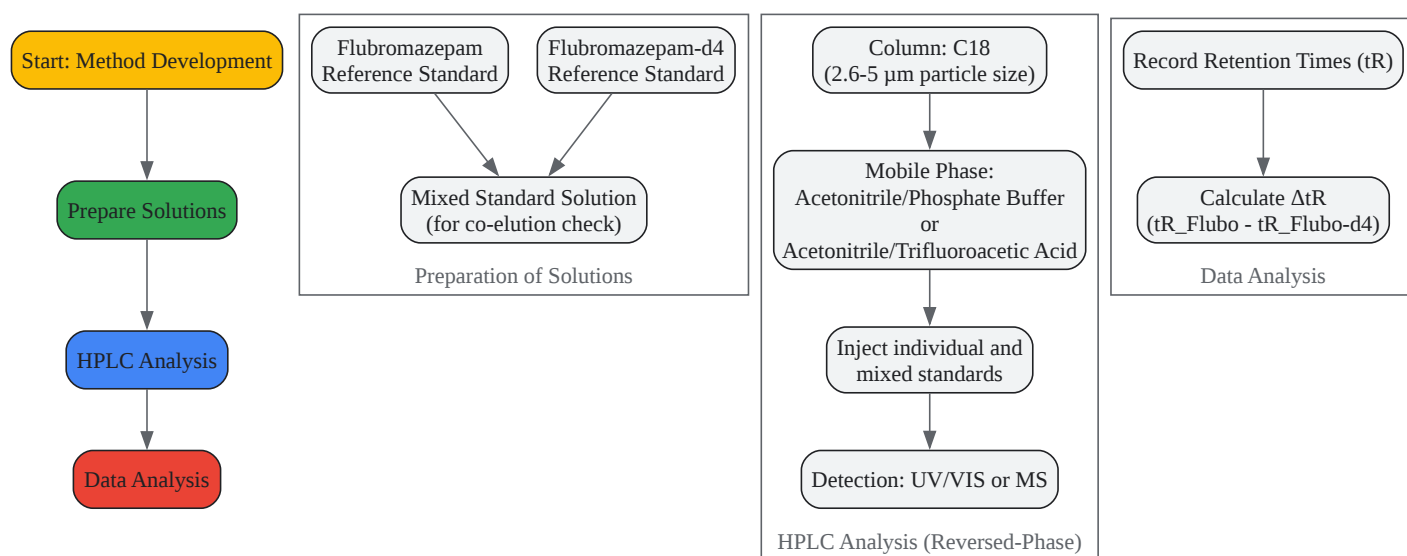 Start: Method Development
Prepare Solutions
HPLC Analysis
Data Analysis
Flubromazepam
Reference Standard
Flubromazepam-d4
Reference Standard
Mixed Standard Solution
(for co-elution check)
Preparation of Solutions
Column: C18
(2.6-5 µm particle size)
Mobile Phase:
Acetonitrile/Phosphate Buffer
or
Acetonitrile/Trifluoroacetic Acid
Inject individual and
mixed standards
Detection: UV/VIS or MS
HPLC Analysis (Reversed-Phase)
Record Retention Times (tR)
Calculate ΔtR
(tR_Flubo - tR_Flubo-d4)
Data Analysis